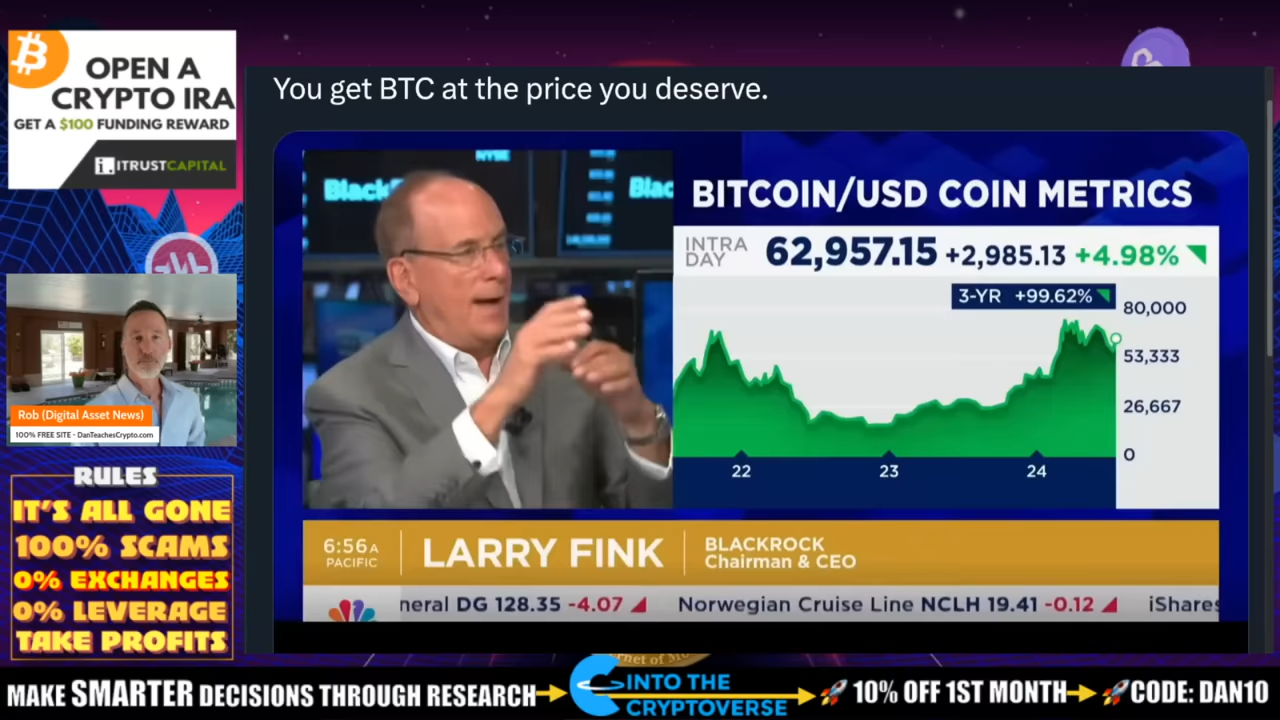 OPEN A
CRYPTO IRA
GET A $100 FUNDING REWARD
i. ITRUSTCAPITAL
You get BTC at the price you deserve.
NYSE
Blac
BITCOIN/USD COIN METRICS
INTRA
DAY
62,957.15 +2,985.13 +4.98%
3-YR +99.62%
80,000
53,333
26,667
0
22 23 24
6:56A
PACIFIC
LARRY FINK
BLACKROCK
Chairman & CEO
neral DG 128.35 -4.07 Norwegian Cruise Line NCLH 19.41 -0.12 iShares
Rob (Digital Asset News)
100% FREE SITE - DanTeachesCrypto.com
RULES
IT'S ALL GONE
100% SCAMS
0% EXCHANGES
0% LEVERAGE
TAKE PROFITS
MAKE SMARTER DECISIONS THROUGH RESEARCH
INTO THE
CRYPTOVERSE
10% OFF 1ST MONTH
CODE: DAN10